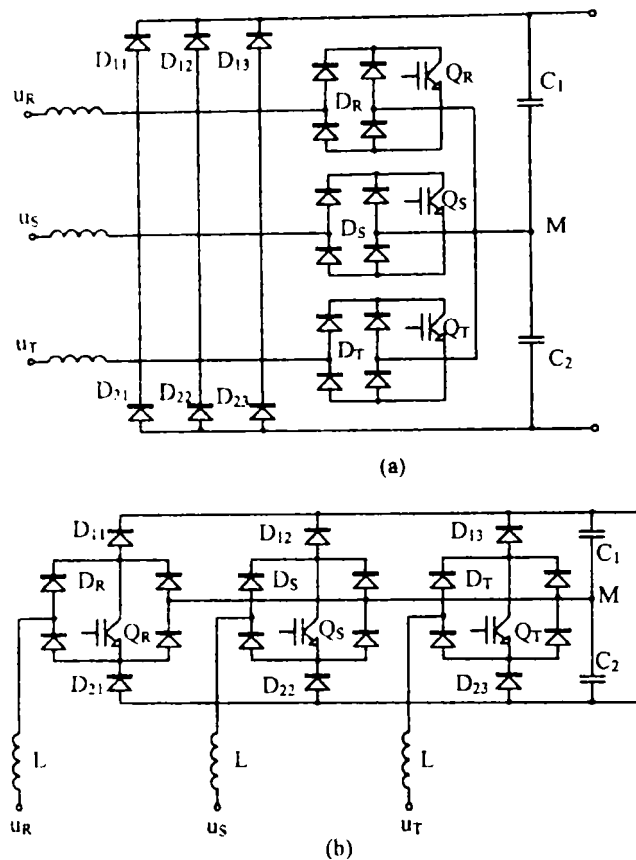 D11 D12 D13
QR
C1
uR
DR
uS
QS
DS
M
uT
QT
DT
C2
D21 D22 D23
(a)
D11 D12 D13
C1
DR DS DT
M
QR QS QT
C2
D21 D22 D23
L L L
uR uS uT
(b)